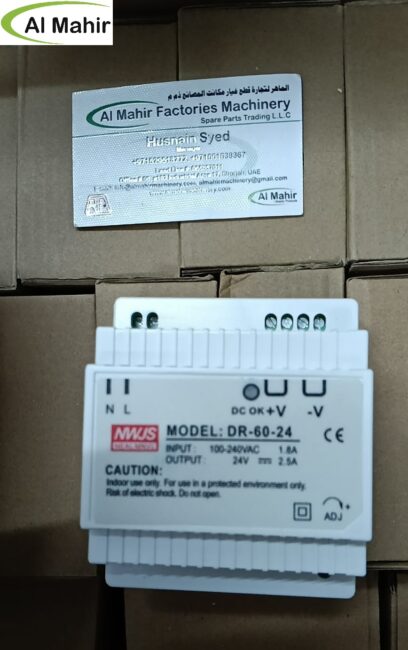 Al Mahir
الماهر لتجارة قطع غيار مكائن المصانع ذ.م.م
Al Mahir Factories Machinery
Spare Parts Trading L.L.C
Husnain Syed
Manager
Al Mahir
N L
DC OK +V -V
NWJS
MODEL: DR-60-24
INPUT: 100-240VAC 1.8A
OUTPUT: 24V 2.5A
CE
CAUTION:
Indoor use only. For use in a protected environment only.
Risk of electric shock. Do not open.
+
ADJ